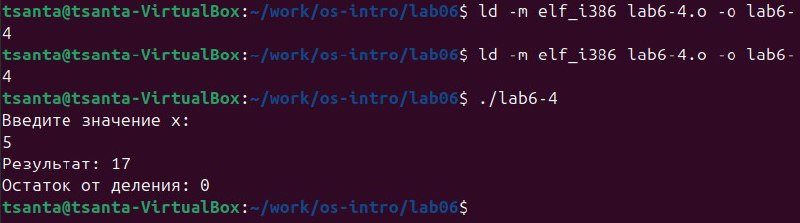 tsanta@tsanta-VirtualBox:~/work/os-intro/lab06$ ld -m elf_i386 lab6-4.o -o lab6-
4
tsanta@tsanta-VirtualBox:~/work/os-intro/lab06$ ld -m elf_i386 lab6-4.o -o lab6-
4
tsanta@tsanta-VirtualBox:~/work/os-intro/lab06$ ./lab6-4
Введите значение x:
5
Результат: 17
Остаток от деления: 0
tsanta@tsanta-VirtualBox:~/work/os-intro/lab06$